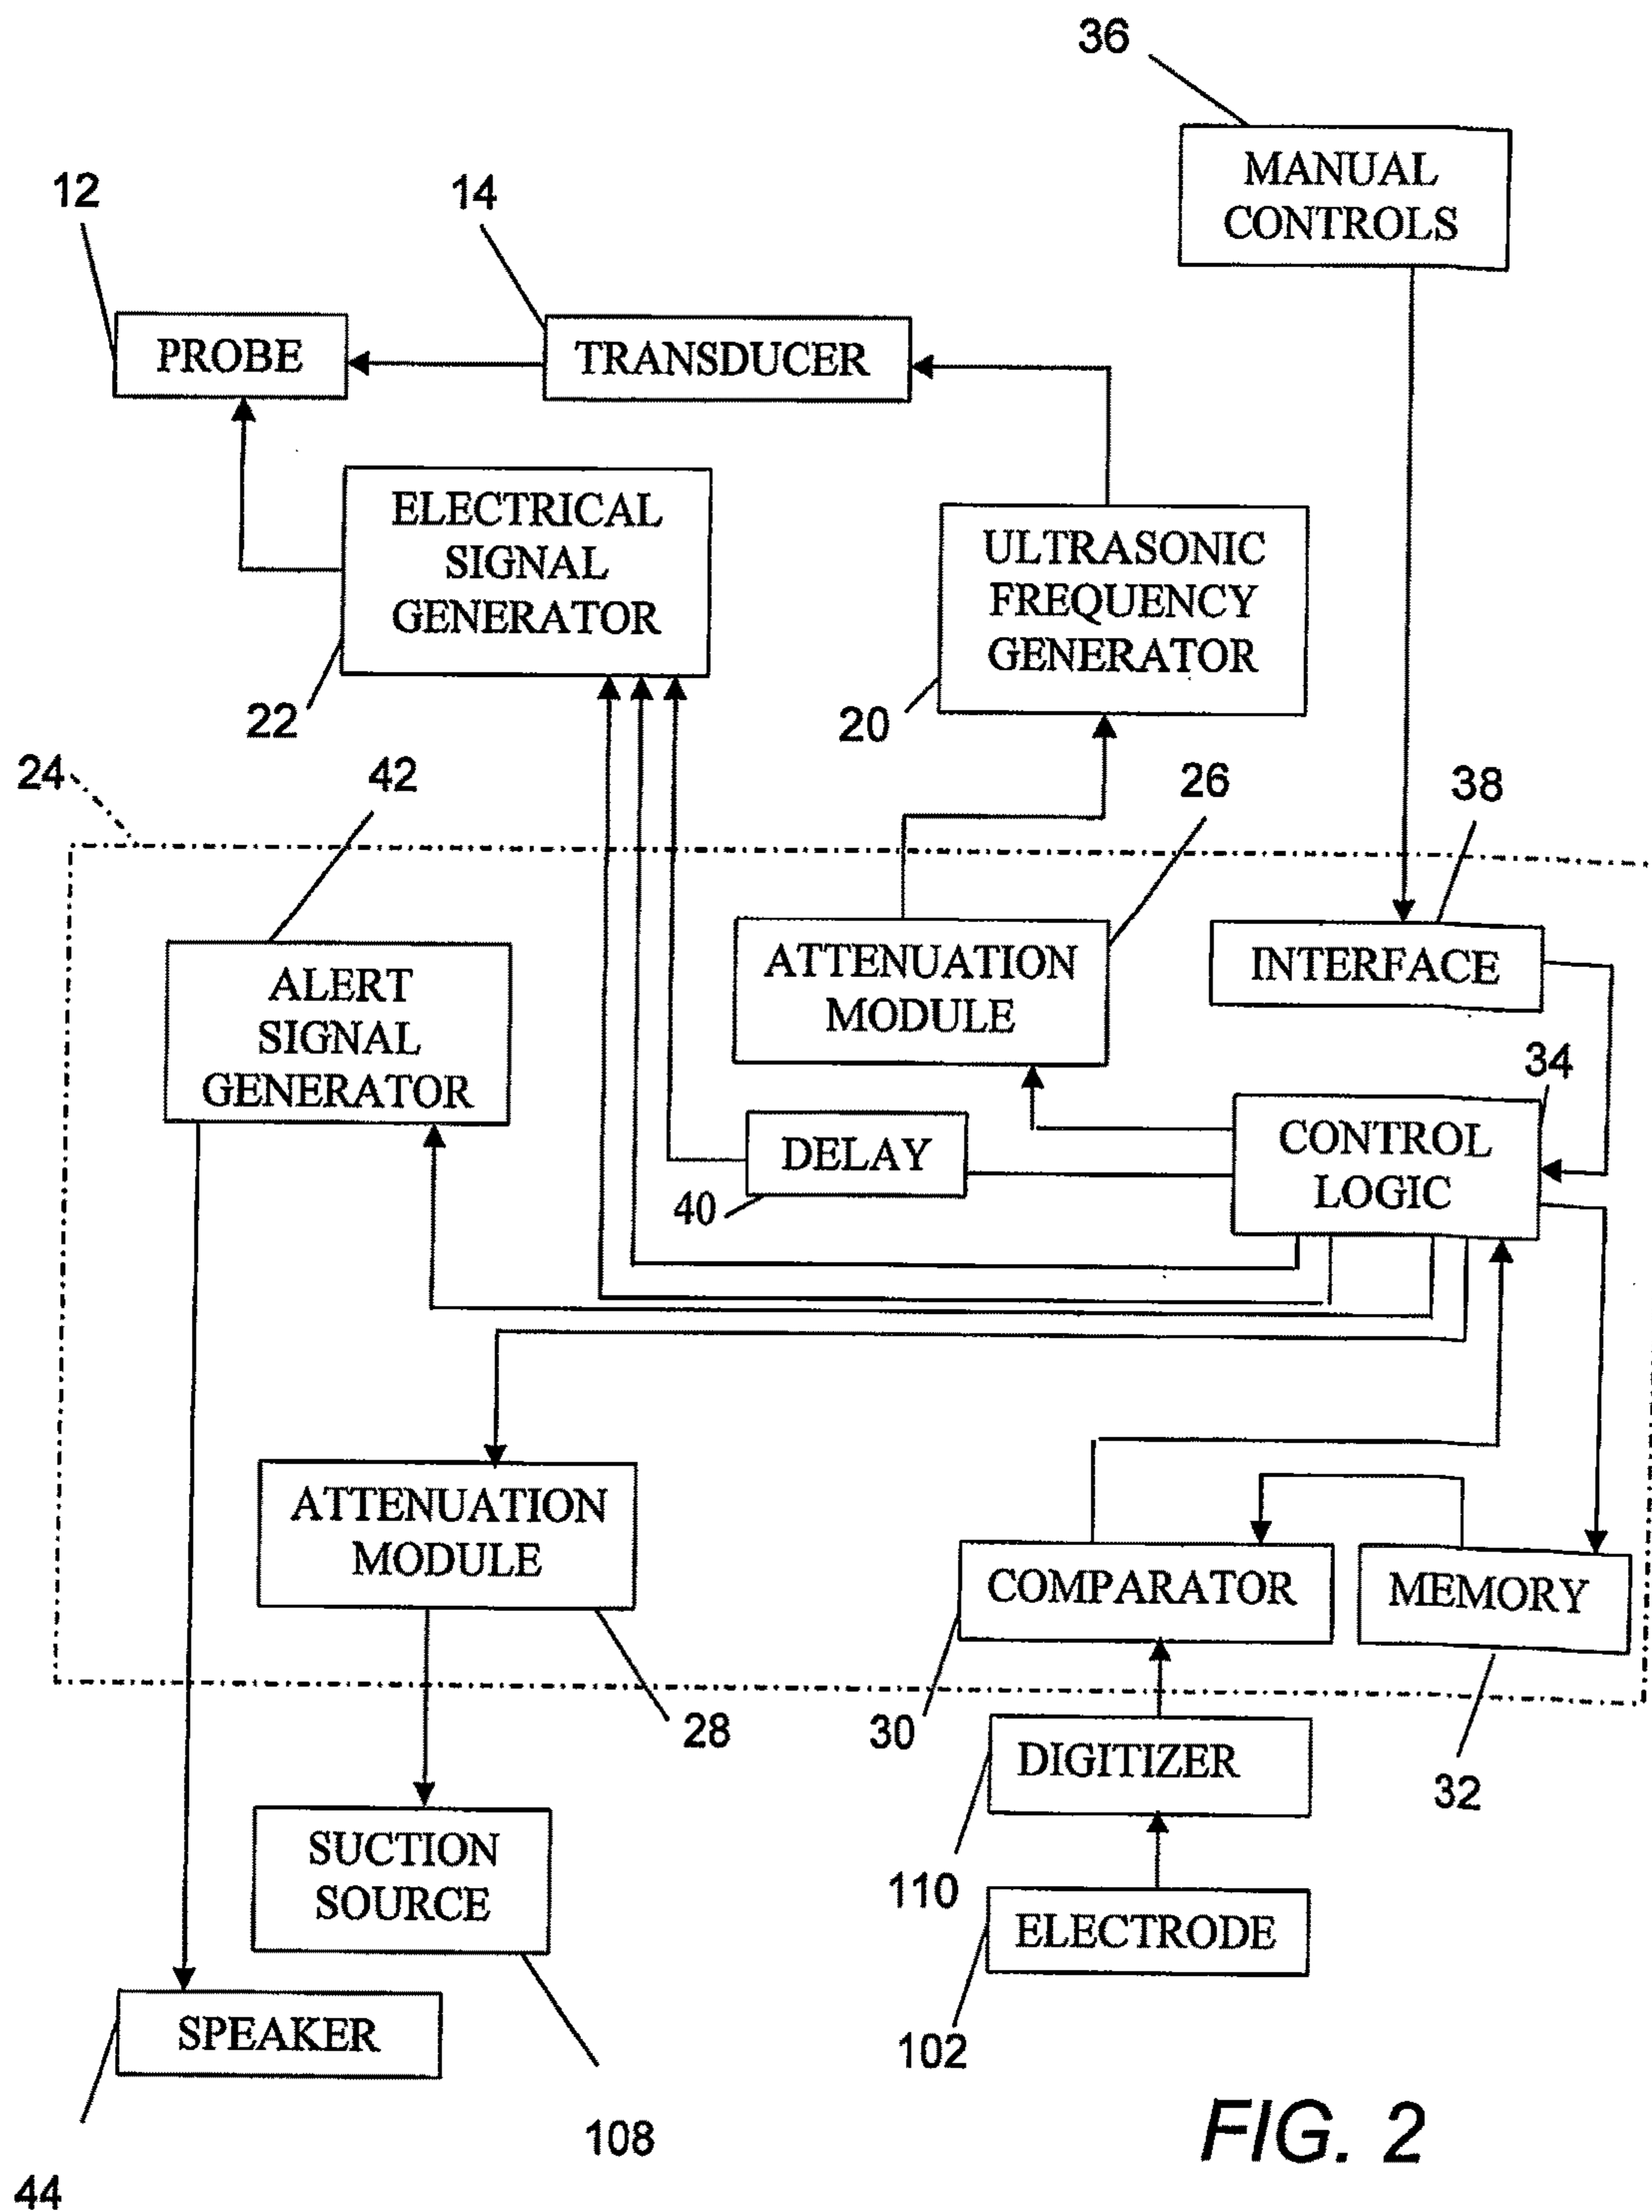 36
MANUAL
CONTROLS
12
14
PROBE
TRANSDUCER
ELECTRICAL
SIGNAL
GENERATOR
ULTRASONIC
FREQUENCY
GENERATOR
22
20
24
42
26
38
ALERT
SIGNAL
GENERATOR
ATTENUATION
MODULE
INTERFACE
34
DELAY
40
CONTROL
LOGIC
ATTENUATION
MODULE
COMPARATOR
MEMORY
28
30
32
DIGITIZER
SUCTION
SOURCE
110
ELECTRODE
SPEAKER
102
108
44
FIG. 2